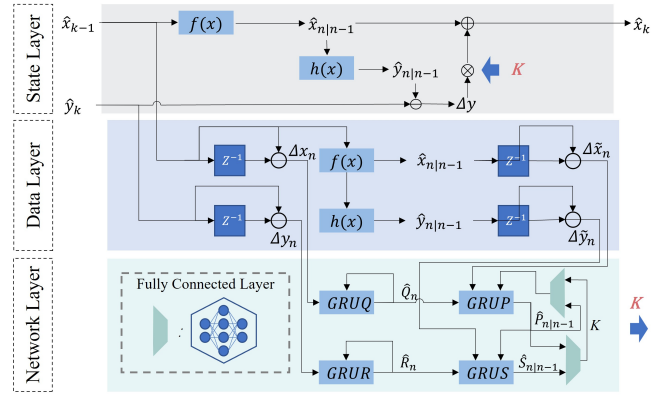 State Layer
x̂ₖ₋₁
f(x)
x̂ₙ|ₙ₋₁
x̂ₖ
h(x)
ŷₙ|ₙ₋₁
K
ŷₖ
Δy
Data Layer
Z⁻¹
Δxₙ
f(x)
x̂ₙ|ₙ₋₁
Z⁻¹
Δx̃ₙ
Z⁻¹
Δyₙ
h(x)
ŷₙ|ₙ₋₁
Z⁻¹
Δỹₙ
Network Layer
Fully Connected Layer
:
GRUQ
Q̂ₙ
GRUP
P̂ₙ|ₙ₋₁
K
K
GRUR
R̂ₙ
GRUS
Ŝₙ|ₙ₋₁